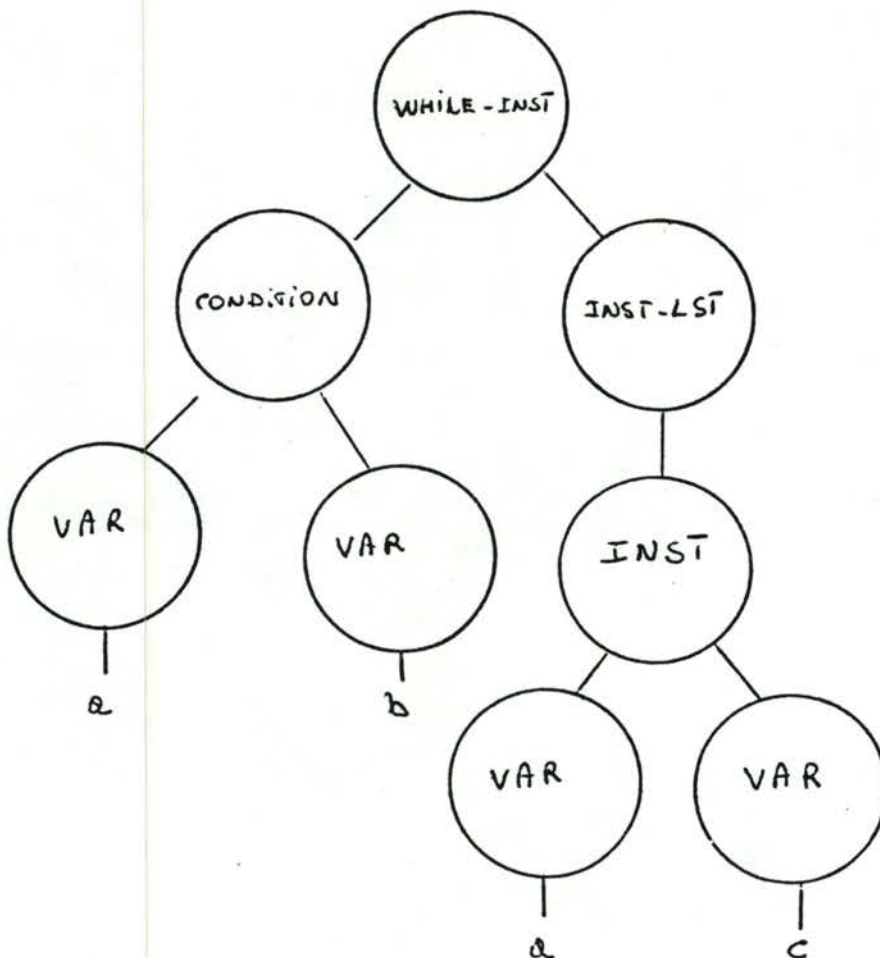 WHILE-INST
CONDITION
INST-LST
VAR
VAR
INST
a
b
VAR
VAR
a
c